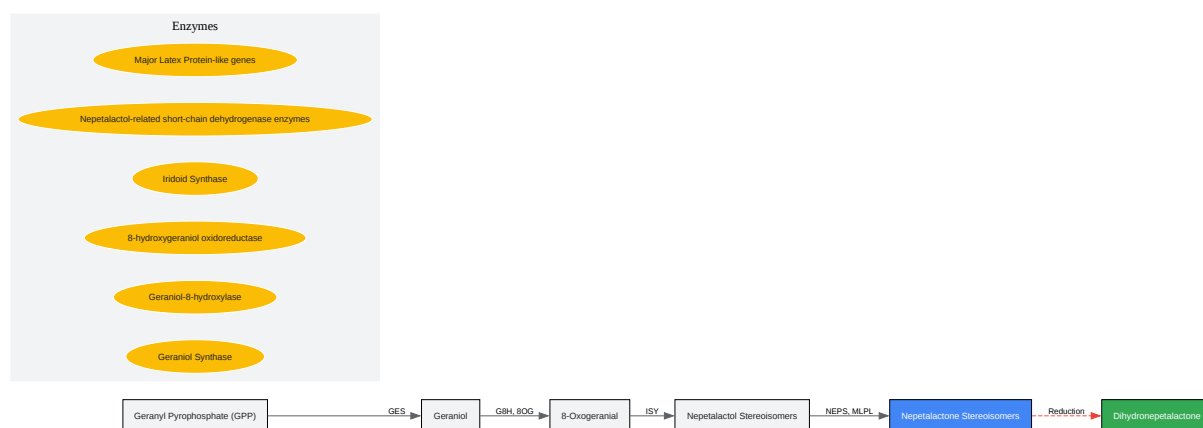 Enzymes
Major Latex Protein-like genes
Nepetalactol-related short-chain dehydrogenase enzymes
Iridoid Synthase
8-hydroxygeraniol oxidoreductase
Geraniol-8-hydroxylase
Geraniol Synthase
Geranyl Pyrophosphate (GPP)
GES
Geraniol
G8H, 8OG
8-Oxogeranial
ISY
Nepetalactol Stereoisomers
NEPS, MLPL
Nepetalactone Stereoisomers
Reduction
Dihydronepetalactone